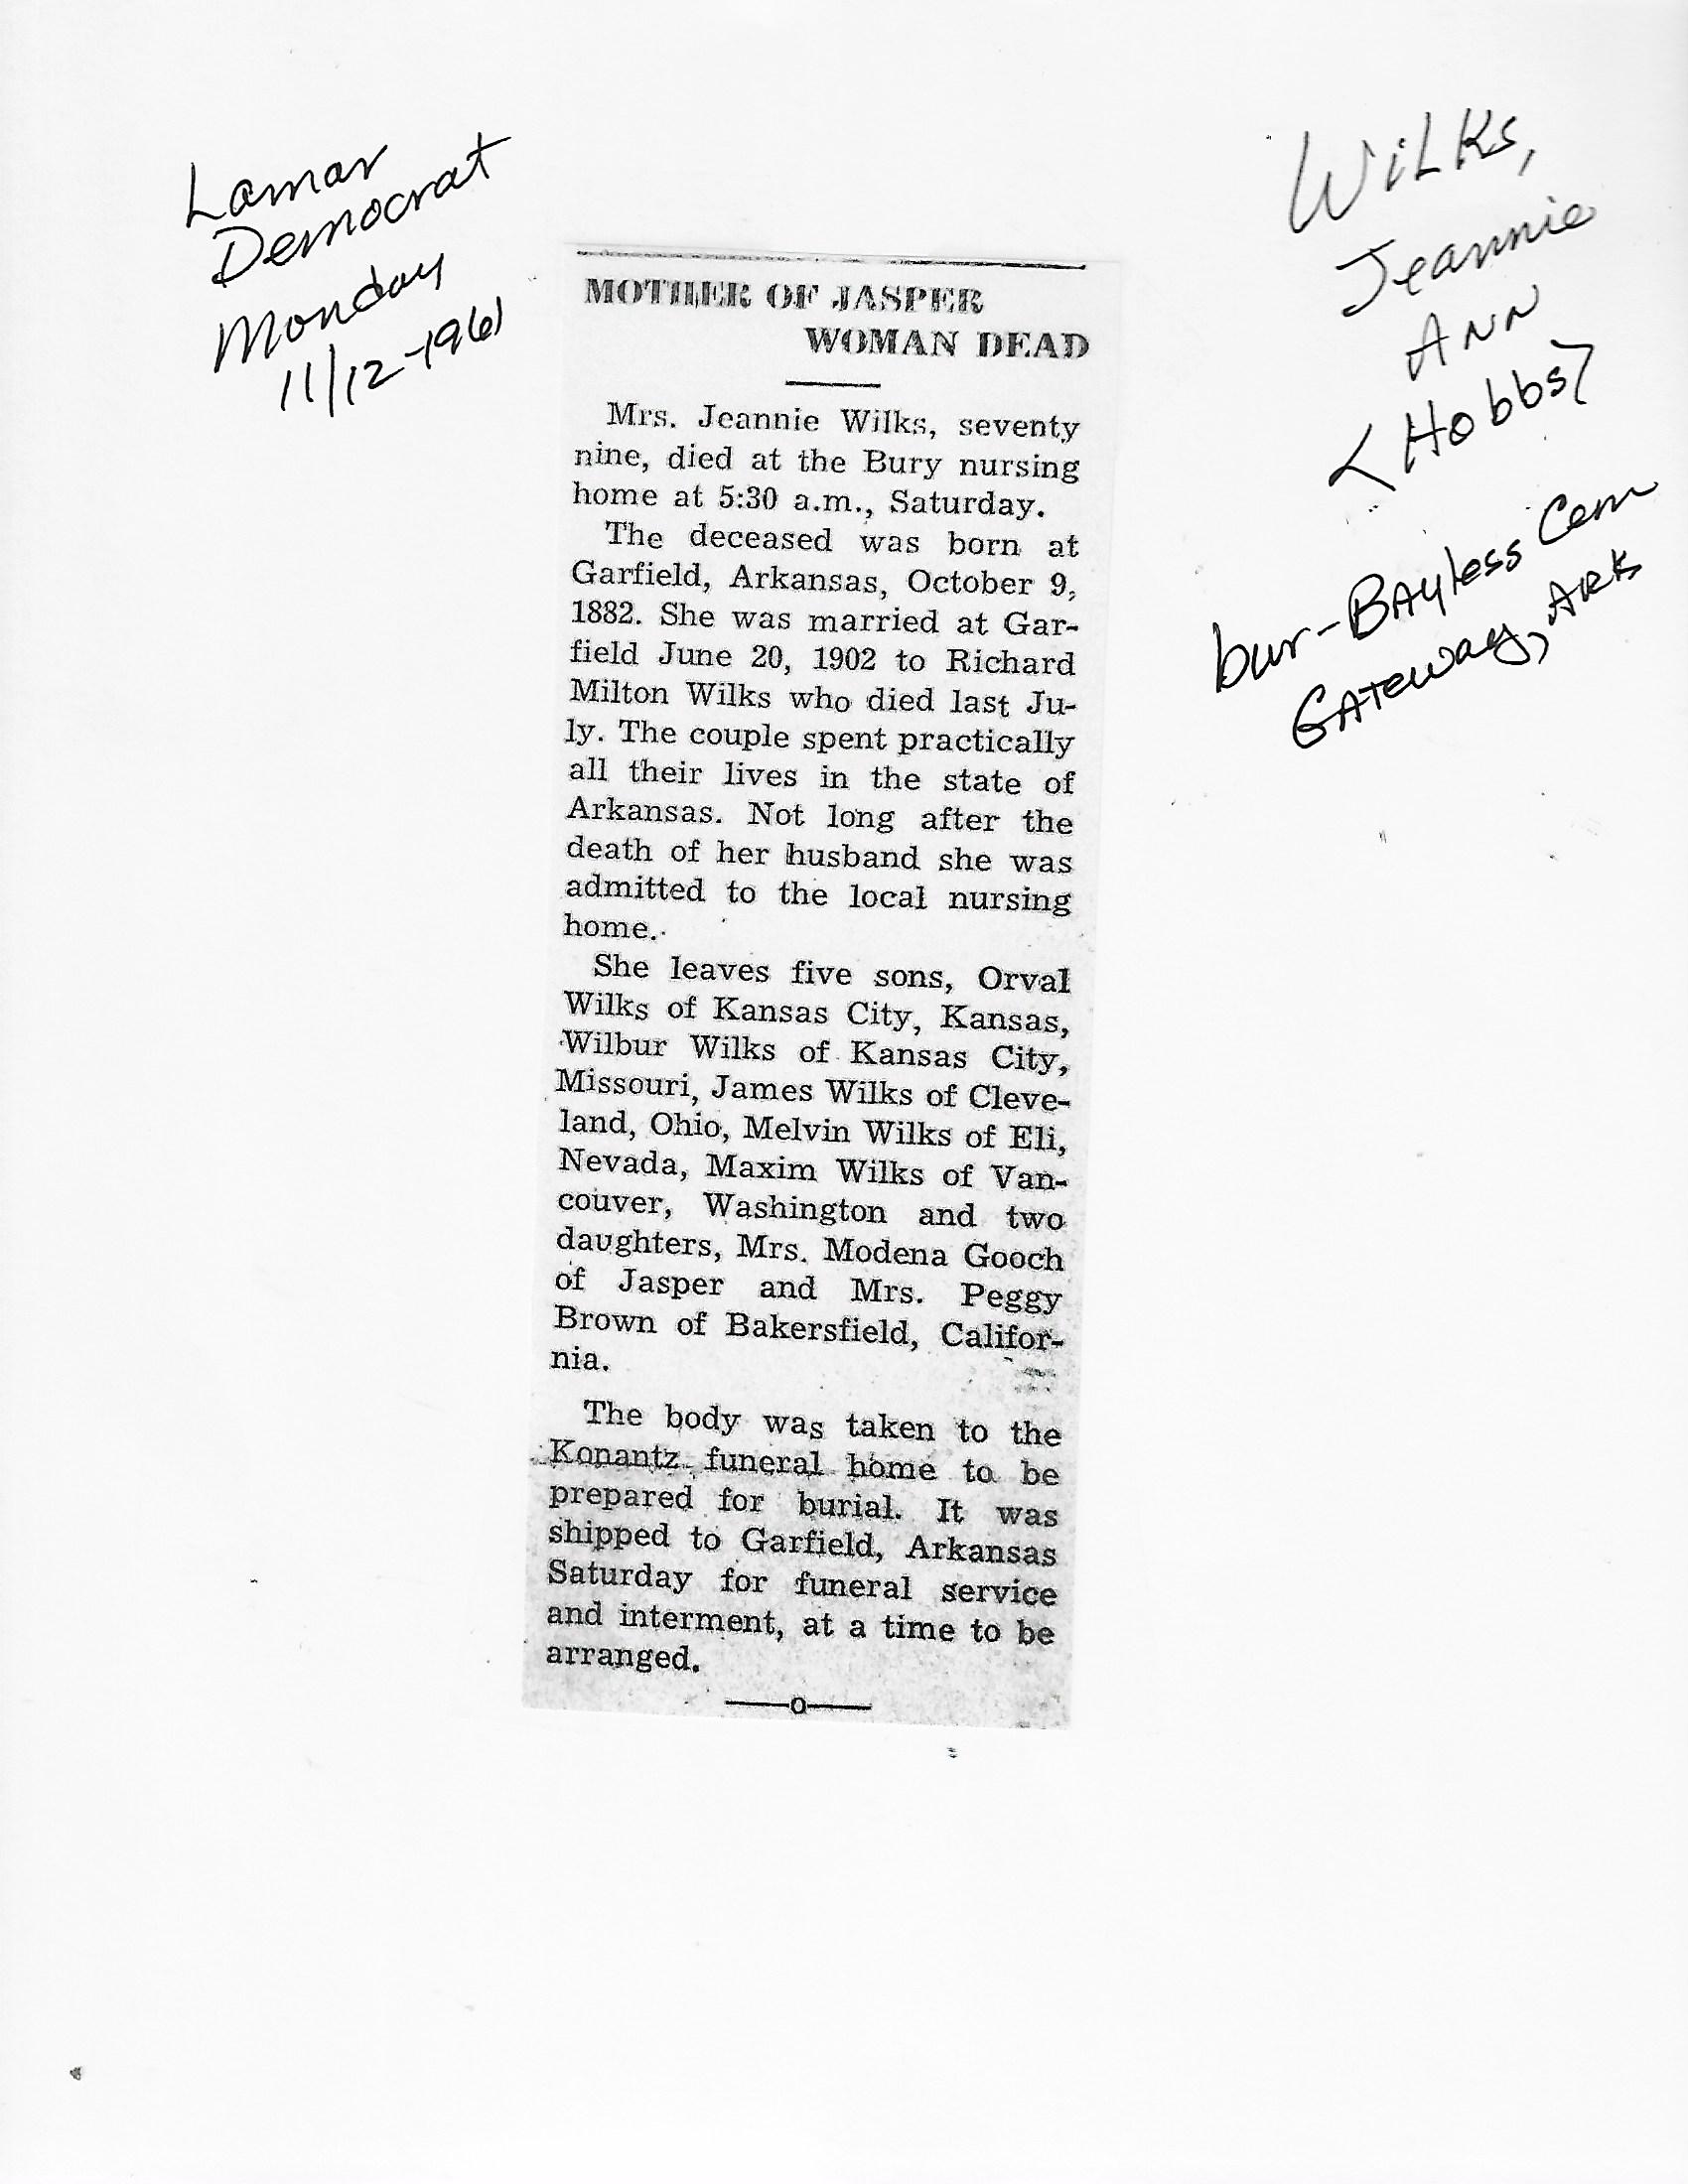 Lamar
Democrat
Monday
11/12-1961
Wilks,
Jeannie
Ann
<Hobbs>
bur-Bayless Cem
Gateway, Ark
MOTHER OF JASPER
WOMAN DEAD
Mrs. Jeannie Wilks, seventy
nine, died at the Bury nursing
home at 5:30 a.m., Saturday.
The deceased was born at
Garfield, Arkansas, October 9,
1882. She was married at Gar-
field June 20, 1902 to Richard
Milton Wilks who died last Ju-
ly. The couple spent practically
all their lives in the state of
Arkansas. Not long after the
death of her husband she was
admitted to the local nursing
home.
She leaves five sons, Orval
Wilks of Kansas City, Kansas,
Wilbur Wilks of Kansas City,
Missouri, James Wilks of Cleve-
land, Ohio, Melvin Wilks of Eli,
Nevada, Maxim Wilks of Van-
couver, Washington and two
daughters, Mrs. Modena Gooch
of Jasper and Mrs. Peggy
Brown of Bakersfield, Califor-
nia.
The body was taken to the
Konantz funeral home to be
prepared for burial. It was
shipped to Garfield, Arkansas
Saturday for funeral service
and interment, at a time to be
arranged.